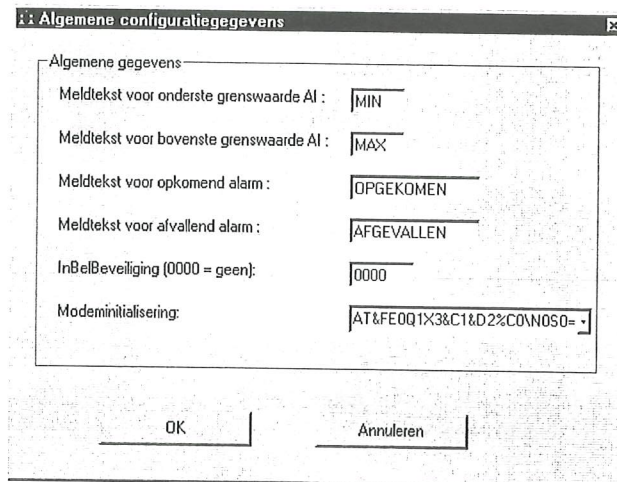 Algemene configuratiegegevens
Algemene gegevens
Meldtekst voor onderste grenswaarde AI : MIN
Meldtekst voor bovenste grenswaarde AI : MAX
Meldtekst voor opkomend alarm : OPGEKOMEN
Meldtekst voor afvallend alarm : AFGEVALLEN
InBelBeveiliging (0000 = geen): 0000
Modeminitialisering: AT&FE0Q1X3&C1&D2%C0\N0S0=
OK Annuleren